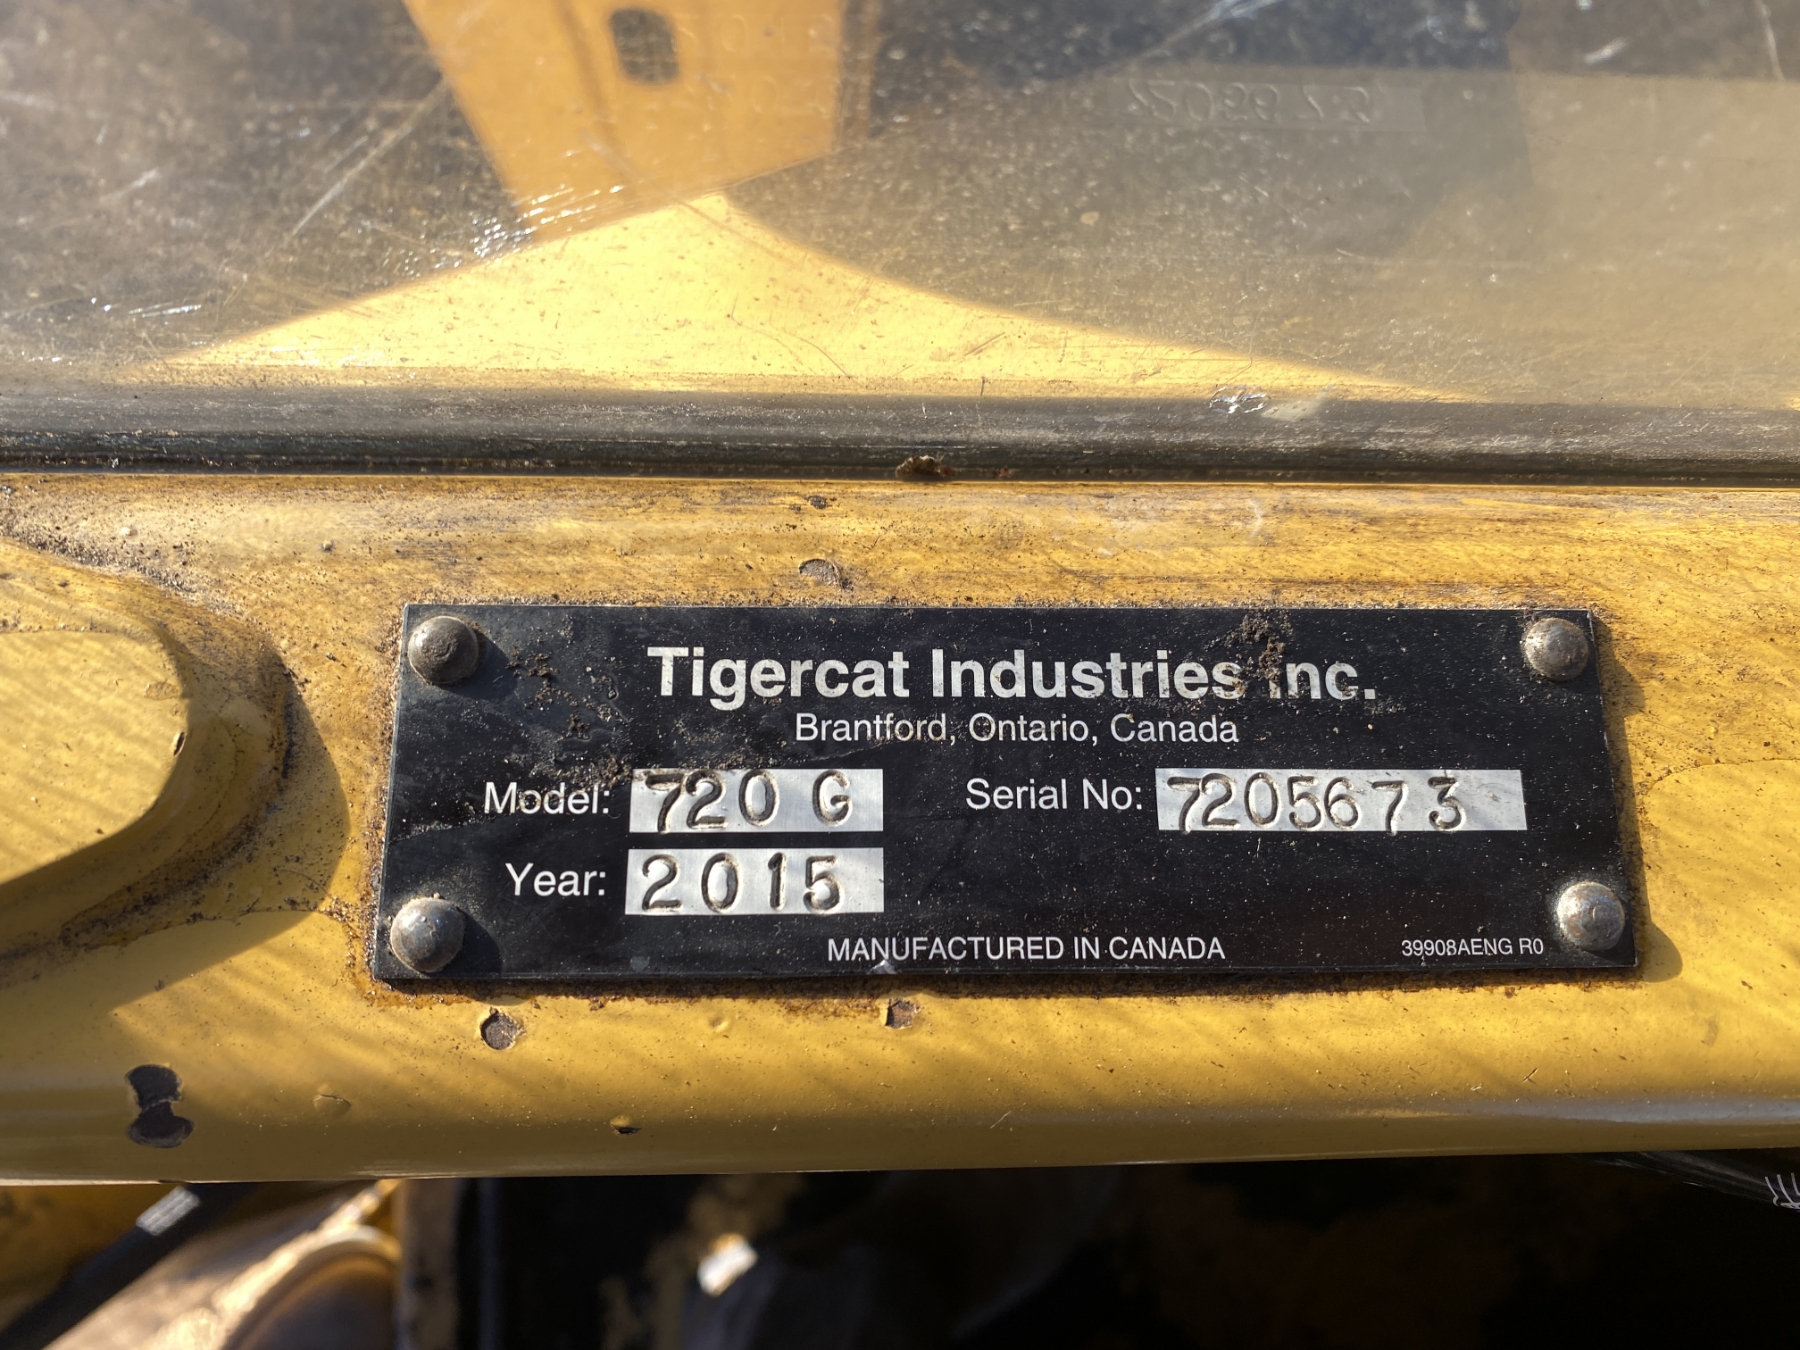 Tigercat Industries Inc.
Brantford, Ontario, Canada
Model: 720 G
Serial No: 7205673
Year: 2015
MANUFACTURED IN CANADA
39908AENG R0